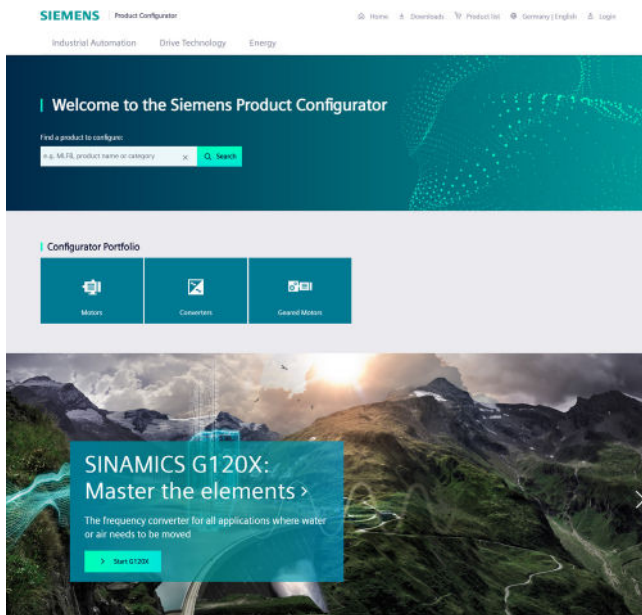 SIEMENS Product Configurator
Home Downloads Product list Germany | English Login
Industrial Automation Drive Technology Energy
Welcome to the Siemens Product Configurator
Find a product to configure:
e.g. MLFB, product name or category Search
Configurator Portfolio
Motors Converters Geared Motors
SINAMICS G120X:
Master the elements >
The frequency converter for all applications where water
or air needs to be moved
> Start G120X